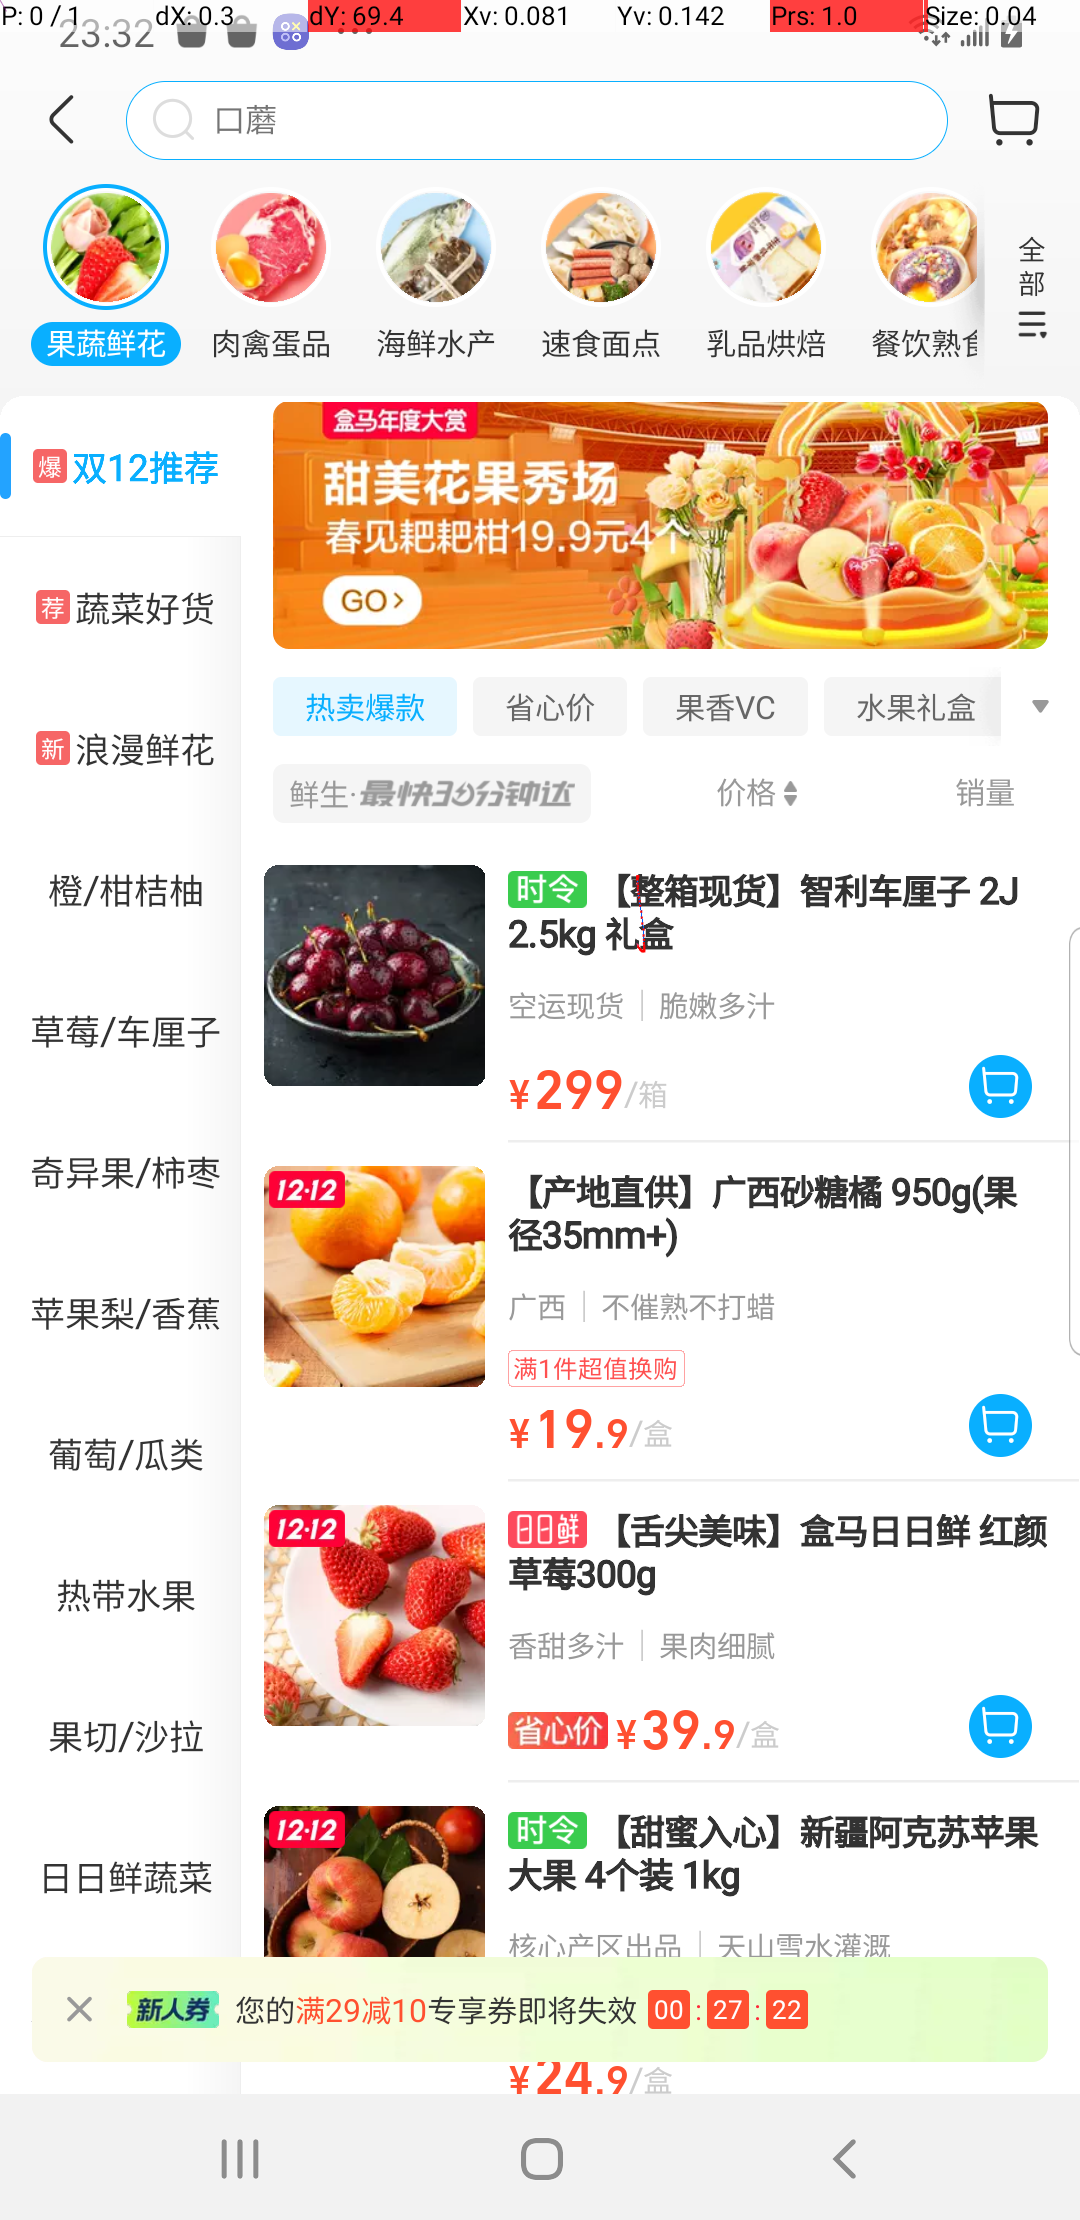 P: 0 / 1 dX: 0.3 dY: 69.4 Xv: 0.081 Yv: 0.142 Prs: 1.0 Size: 0.04
23:32
口蘑
果蔬鲜花 肉禽蛋品 海鲜水产 速食面点 乳品烘焙 餐饮熟食
全部
爆 双12推荐
荐 蔬菜好货
新 浪漫鲜花
橙/柑桔柚
草莓/车厘子
奇异果/柿枣
苹果梨/香蕉
葡萄/瓜类
热带水果
果切/沙拉
日日鲜蔬菜
盒马年度大赏
甜美花果秀场
春见耙耙柑19.9元4个
GO>
热卖爆款 省心价 果香VC 水果礼盒
鲜生·最快30分钟达 价格 销量
时令 【整箱现货】智利车厘子 2J
2.5kg 礼盒
空运现货 | 脆嫩多汁
¥299/箱
12·12
【产地直供】广西砂糖橘 950g(果
径35mm+)
广西 | 不催熟不打蜡
满1件超值换购
¥19.9/盒
12·12
日日鲜 【舌尖美味】盒马日日鲜 红颜
草莓300g
香甜多汁 | 果肉细腻
省心价 ¥39.9/盒
12·12
时令 【甜蜜入心】新疆阿克苏苹果
大果 4个装 1kg
核心产区出品 | 天山雪水灌溉
新人券 您的满29减10专享券即将失效 00:27:22
¥24.9/盒